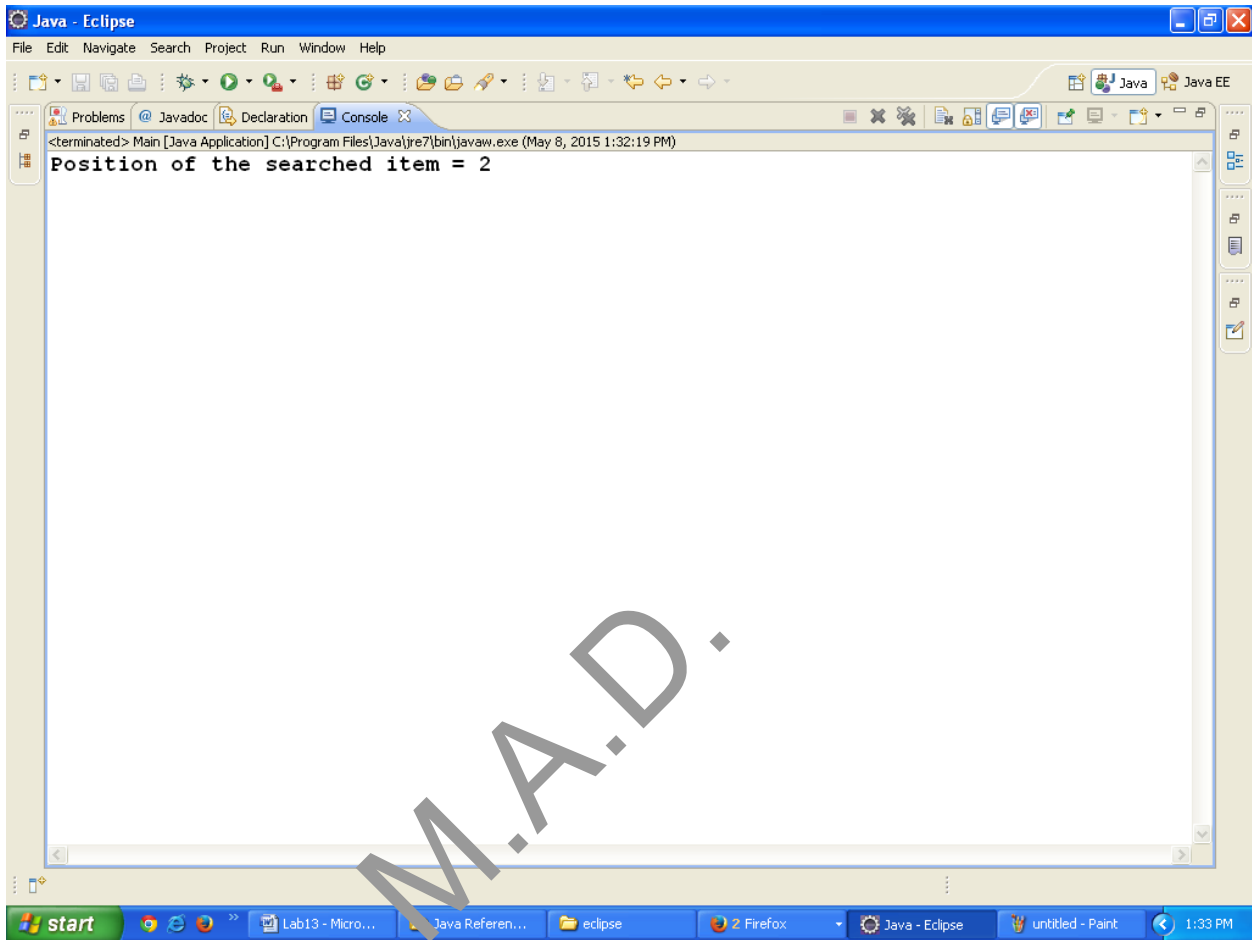 Java - Eclipse
File Edit Navigate Search Project Run Window Help
Java Java EE
Problems @ Javadoc Declaration Console
<terminated> Main [Java Application] C:\Program Files\Java\jre7\bin\javaw.exe (May 8, 2015 1:32:19 PM)
Position of the searched item = 2
M.A.D.
start Lab13 - Micro... Java Referen... eclipse 2 Firefox Java - Eclipse untitled - Paint 1:33 PM